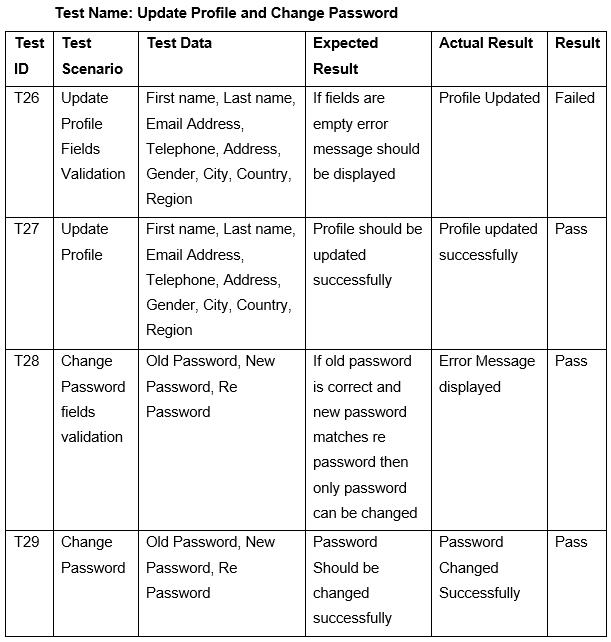 Test Name: Update Profile and Change Password
Test ID | Test Scenario | Test Data | Expected Result | Actual Result | Result
T26 | Update Profile Fields Validation | First name, Last name, Email Address, Telephone, Address, Gender, City, Country, Region | If fields are empty error message should be displayed | Profile Updated | Failed
T27 | Update Profile | First name, Last name, Email Address, Telephone, Address, Gender, City, Country, Region | Profile should be updated successfully | Profile updated successfully | Pass
T28 | Change Password fields validation | Old Password, New Password, Re Password | If old password is correct and new password matches re password then only password can be changed | Error Message displayed | Pass
T29 | Change Password | Old Password, New Password, Re Password | Password Should be changed successfully | Password Changed Successfully | Pass